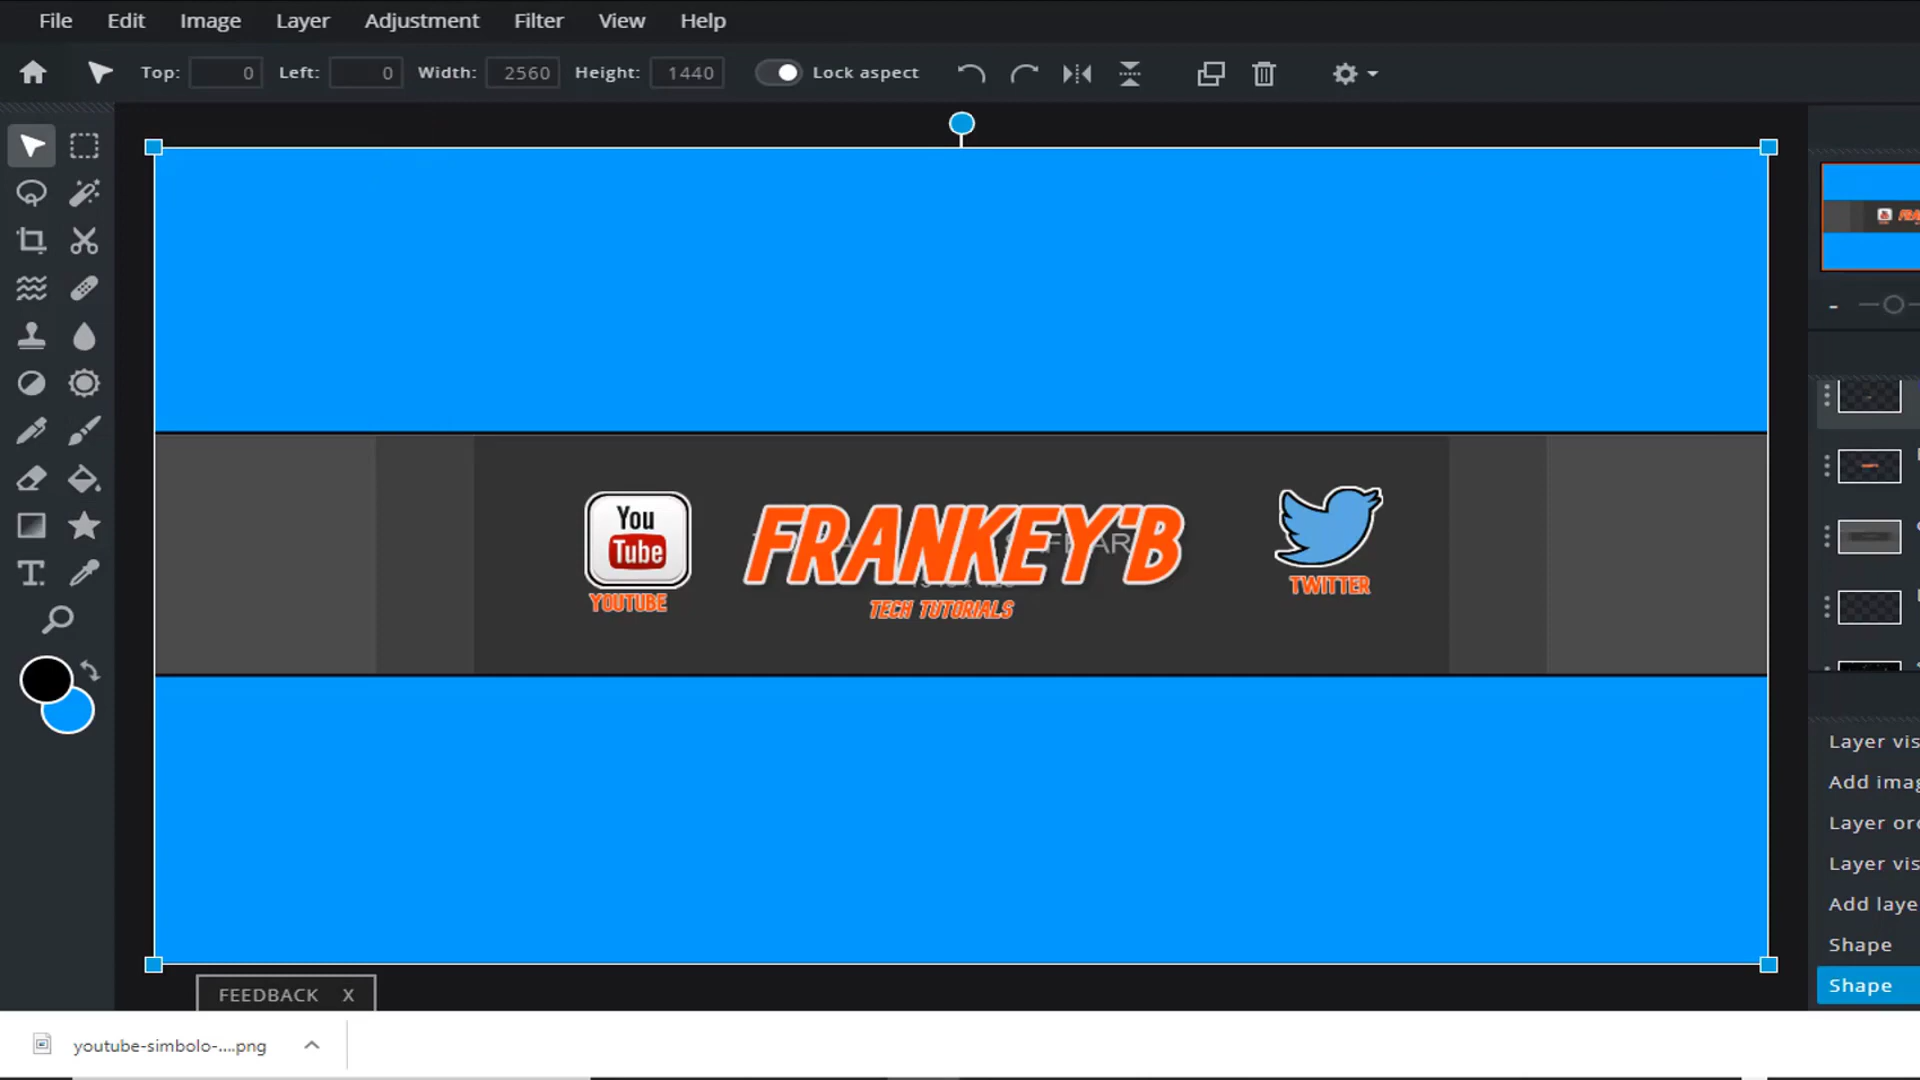 File Edit Image Layer Adjustment Filter View Help
Top: 0 Left: 0 Width: 2560 Height: 1440 Lock aspect
You
Tube
YOUTUBE
FRANKEY'B
TECH TUTORIALS
TWITTER
T.
Layer vis
Add imag
Layer ord
Layer vis
Add laye
Shape
Shape
FEEDBACK X
youtube-simbolo-....png